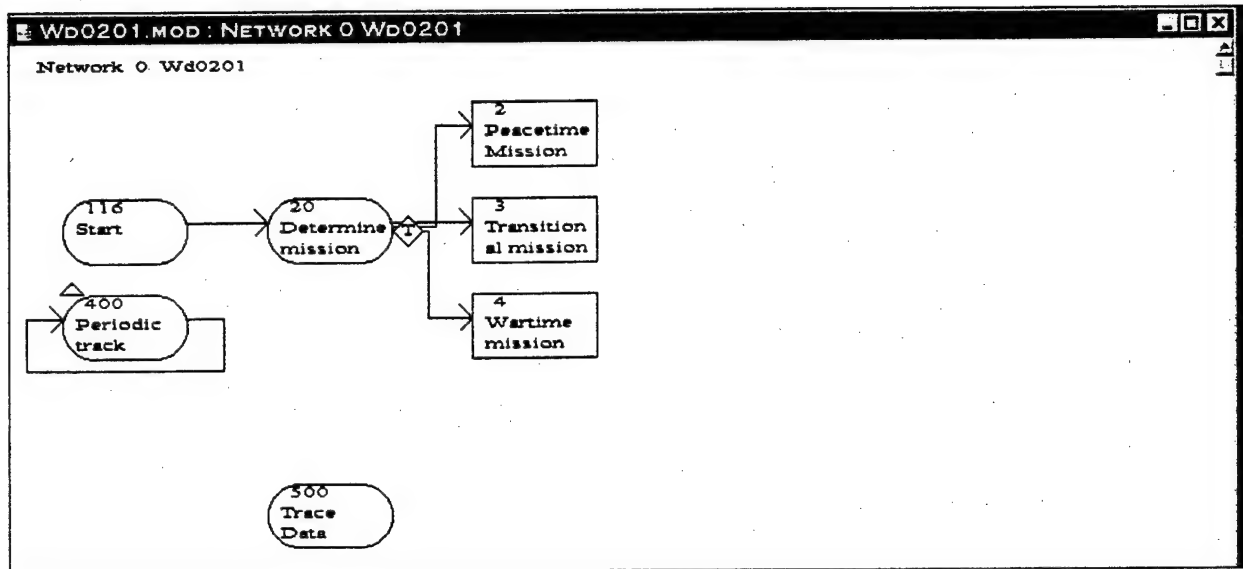 WD0201.MOD : NETWORK 0 WD0201
Network 0 Wd0201
2
Peacetime
Mission
116
Start
20
Determine
mission
T
3
Transition
al mission
400
Periodic
track
4
Wartime
mission
500
Trace
Data